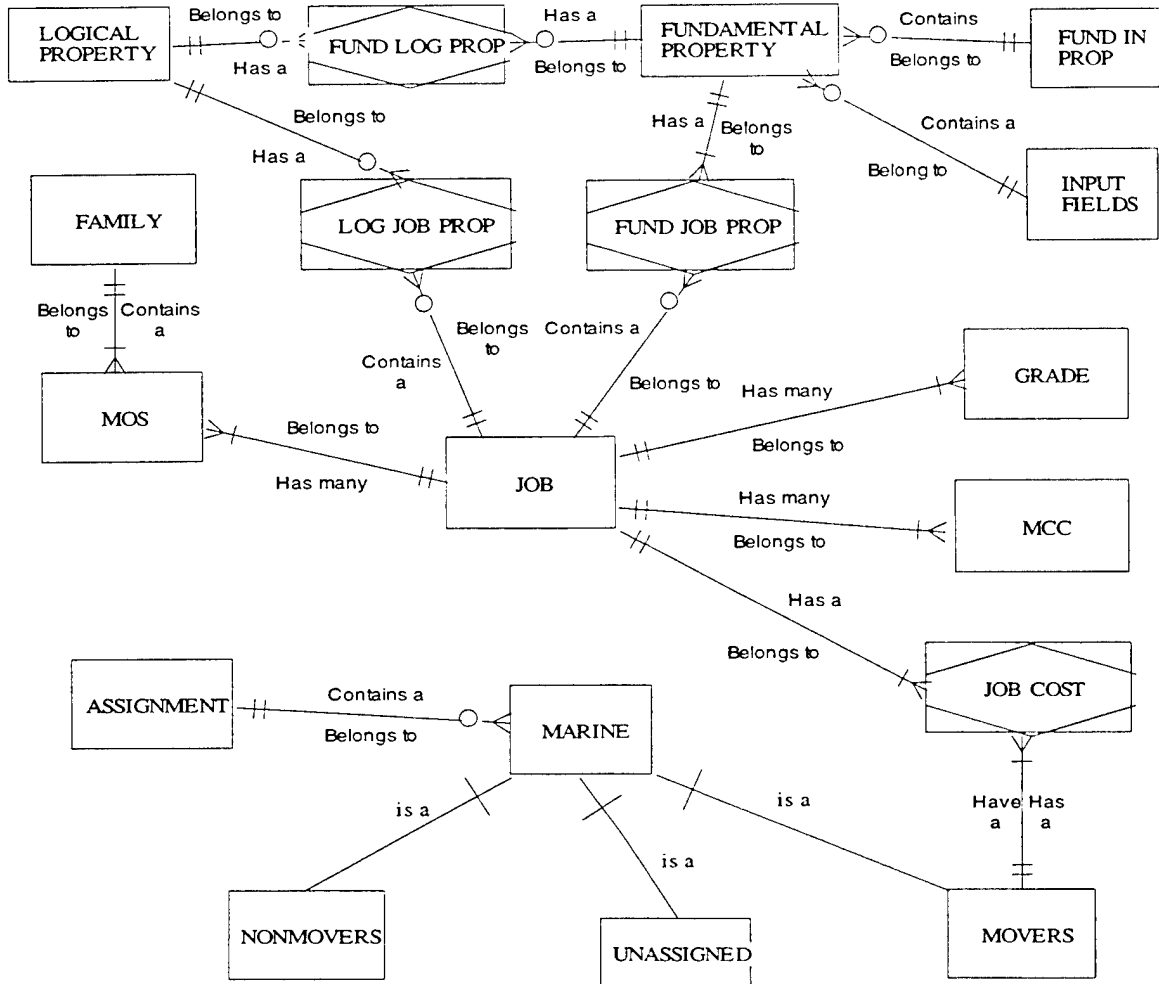 LOGICAL
PROPERTY
Belongs to
Has a
FUND LOG PROP
Has a
Belongs to
FUNDAMENTAL
PROPERTY
Contains
Belongs to
FUND IN
PROP
Belongs to
Has a
Has a
Belongs
to
Contains a
Belong to
INPUT
FIELDS
FAMILY
LOG JOB PROP
FUND JOB PROP
Belongs
to
Contains
a
Belongs
to
Contains
a
Contains a
Belongs to
MOS
Belongs to
Has many
JOB
Has many
Belongs to
GRADE
Has many
Belongs to
MCC
Has a
Belongs to
JOB COST
ASSIGNMENT
Contains a
Belongs to
MARINE
is a
is a
is a
Have
a
Has
a
NONMOVERS
UNASSIGNED
MOVERS